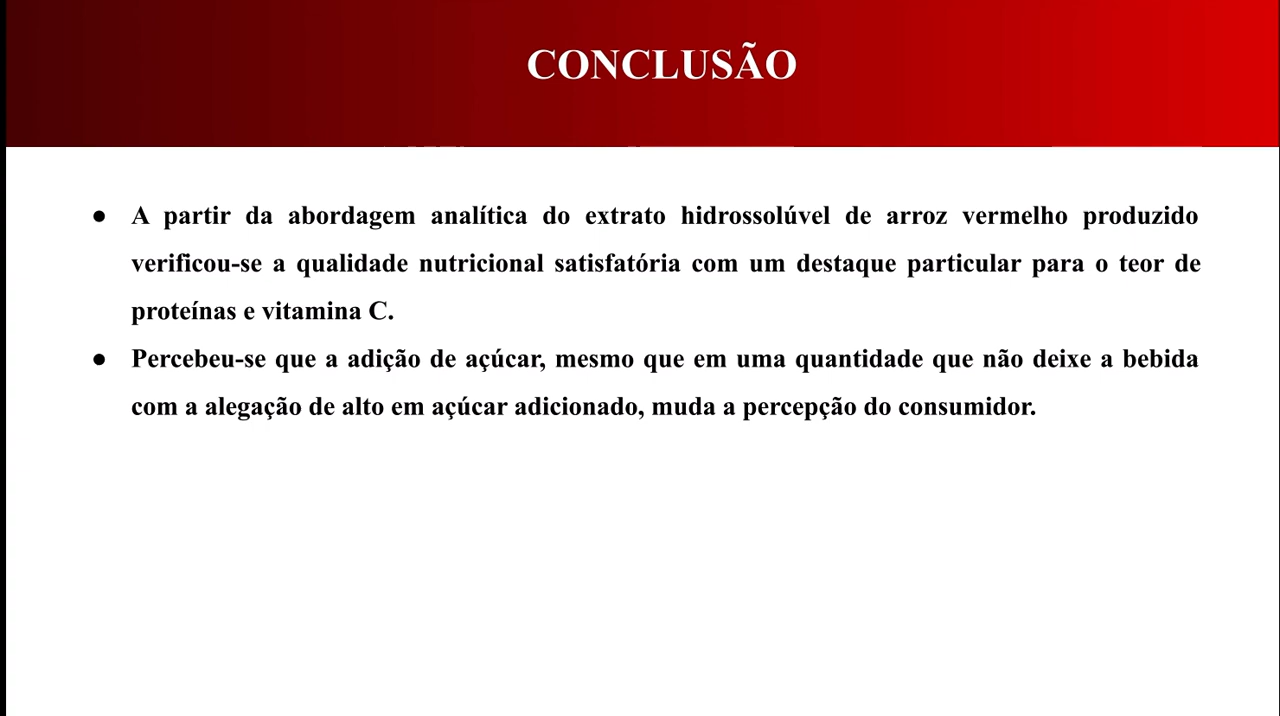 CONCLUSÃO
● A partir da abordagem analítica do extrato hidrossolúvel de arroz vermelho produzido
verificou-se a qualidade nutricional satisfatória com um destaque particular para o teor de
proteínas e vitamina C.
● Percebeu-se que a adição de açúcar, mesmo que em uma quantidade que não deixe a bebida
com a alegação de alto em açúcar adicionado, muda a percepção do consumidor.